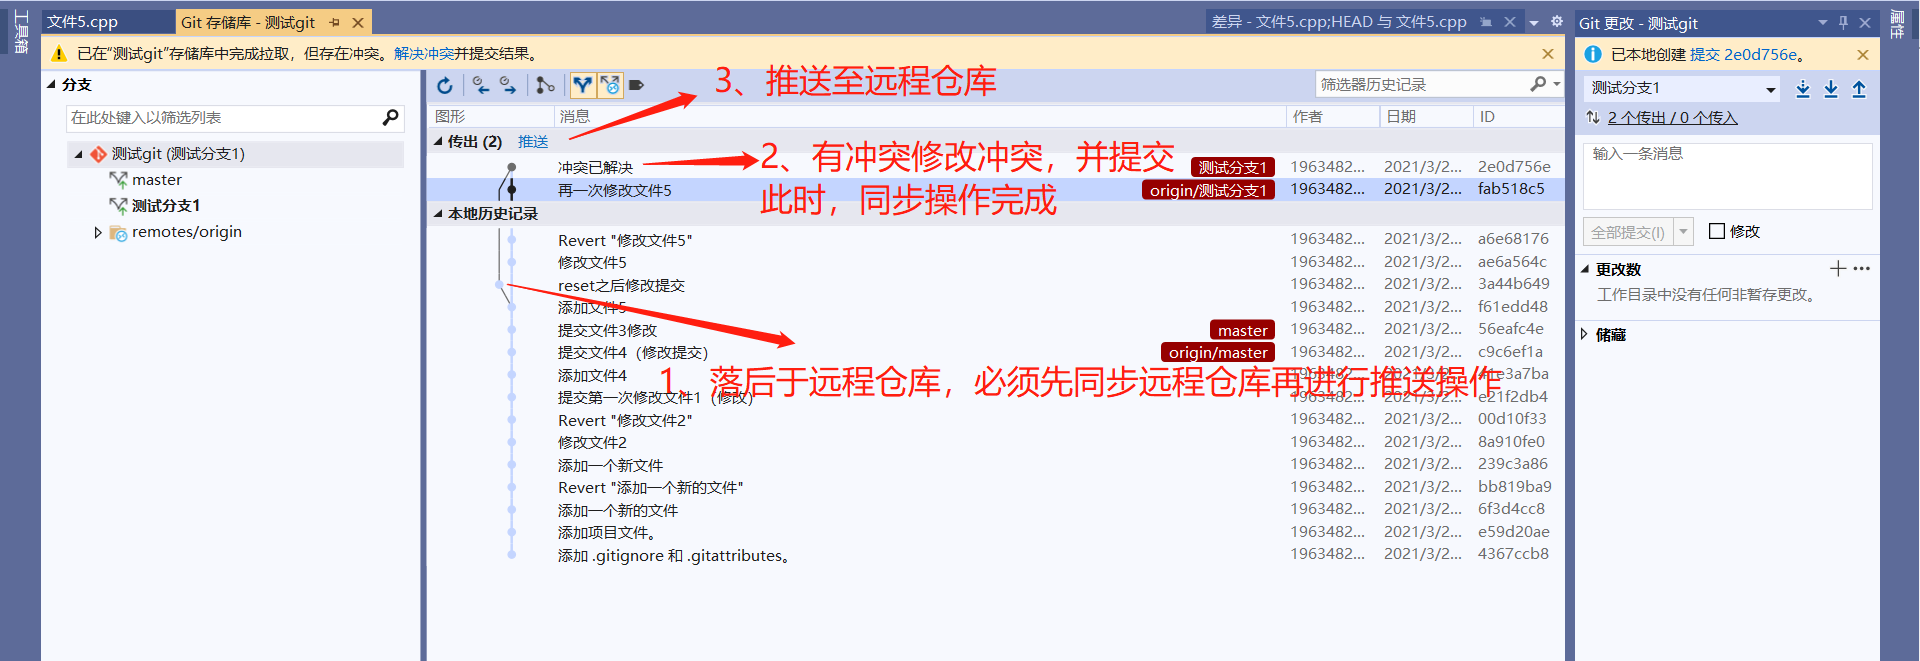 工具箱
文件5.cpp
Git 存储库 - 测试git
差异 - 文件5.cpp;HEAD 与 文件5.cpp
Git 更改 - 测试git
属性
已在"测试git"存储库中完成拉取，但存在冲突。解决冲突并提交结果。
已本地创建 提交 2e0d756e。
分支
3、推送至远程仓库
筛选器历史记录
测试分支1
在此处键入以筛选列表
图形 消息 作者 日期 ID
2 个传出 / 0 个传入
传出 (2) 推送
测试git (测试分支1)
master
测试分支1
remotes/origin
冲突已解决 测试分支1 1963482... 2021/3/2... 2e0d756e
2、有冲突修改冲突，并提交
再一次修改文件5 origin/测试分支1 1963482... 2021/3/2... fab518c5
此时，同步操作完成
输入一条消息
全部提交(I) 修改
本地历史记录
Revert "修改文件5" 1963482... 2021/3/2... a6e68176
修改文件5 1963482... 2021/3/2... ae6a564c
reset之后修改提交 1963482... 2021/3/2... 3a44b649
添加文件5 1963482... 2021/3/2... f61edd48
提交文件3修改 master 1963482... 2021/3/2... 56eafc4e
提交文件4（修改提交） origin/master 1963482... 2021/3/2... c9c6ef1a
添加文件4 1963482... 2021/3/2... 41e3a7ba
1、落后于远程仓库，必须先同步远程仓库再进行推送操作
提交第一次修改文件1（修改） 1963482... 2021/3/2... e21f2db4
Revert "修改文件2" 1963482... 2021/3/2... 00d10f33
修改文件2 1963482... 2021/3/2... 8a910fe0
添加一个新文件 1963482... 2021/3/2... 239c3a86
Revert "添加一个新的文件" 1963482... 2021/3/2... bb819ba9
添加一个新的文件 1963482... 2021/3/2... 6f3d4cc8
添加项目文件。 1963482... 2021/3/2... e59d20ae
添加 .gitignore 和 .gitattributes。 1963482... 2021/3/2... 4367ccb8
更改数
工作目录中没有任何非暂存更改。
储藏